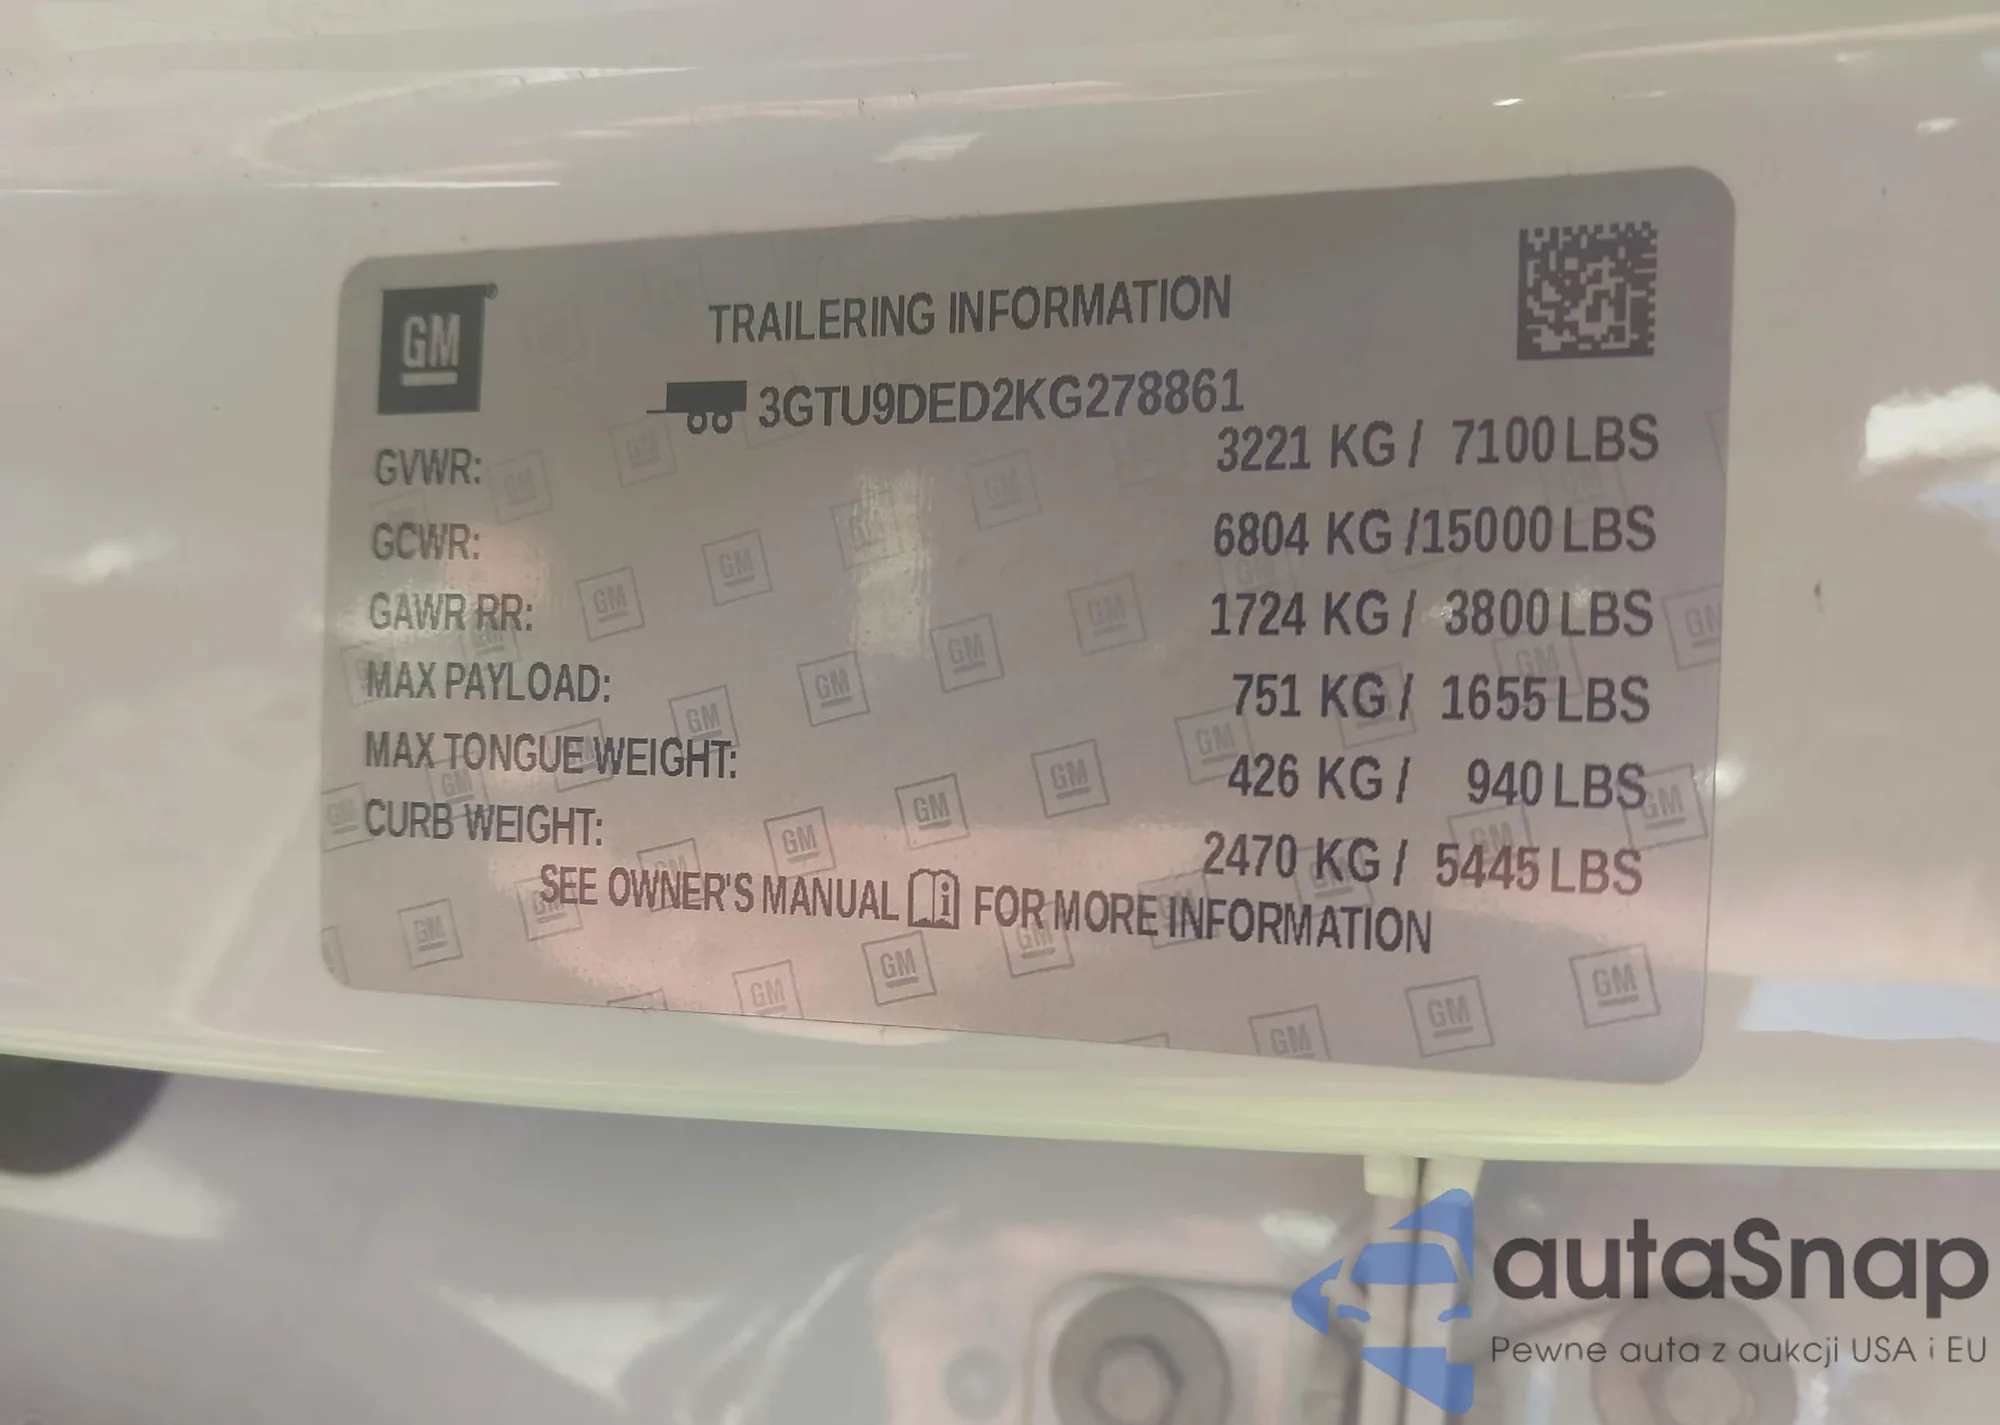 GM
TRAILERING INFORMATION
3GTU9DED2KG278861
GVWR: 3221 KG / 7100 LBS
GCWR: 6804 KG /15000 LBS
GAWR RR: 1724 KG / 3800 LBS
MAX PAYLOAD: 751 KG / 1655 LBS
MAX TONGUE WEIGHT: 426 KG / 940 LBS
CURB WEIGHT: 2470 KG / 5445 LBS
SEE OWNER'S MANUAL FOR MORE INFORMATION
autaSnap
Pewne auta z aukcji USA i EU